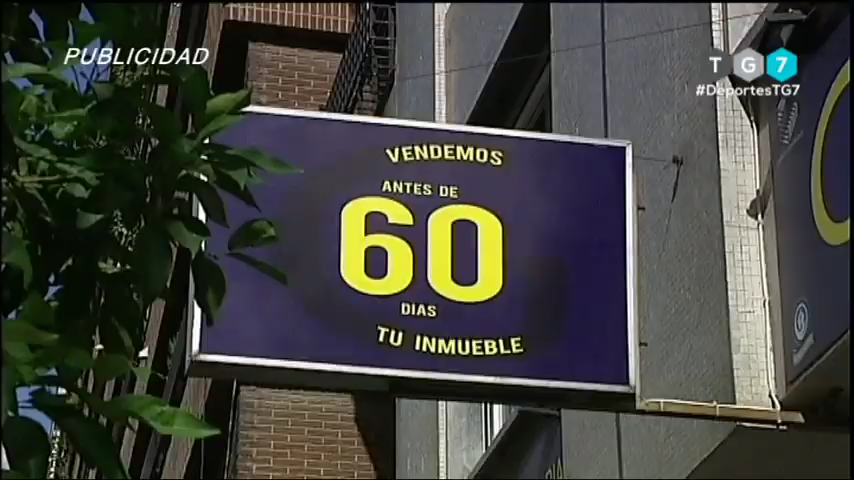 PUBLICIDAD
TG7
#DeportesTG7
VENDEMOS
ANTES DE
60
DIAS
TU INMUEBLE